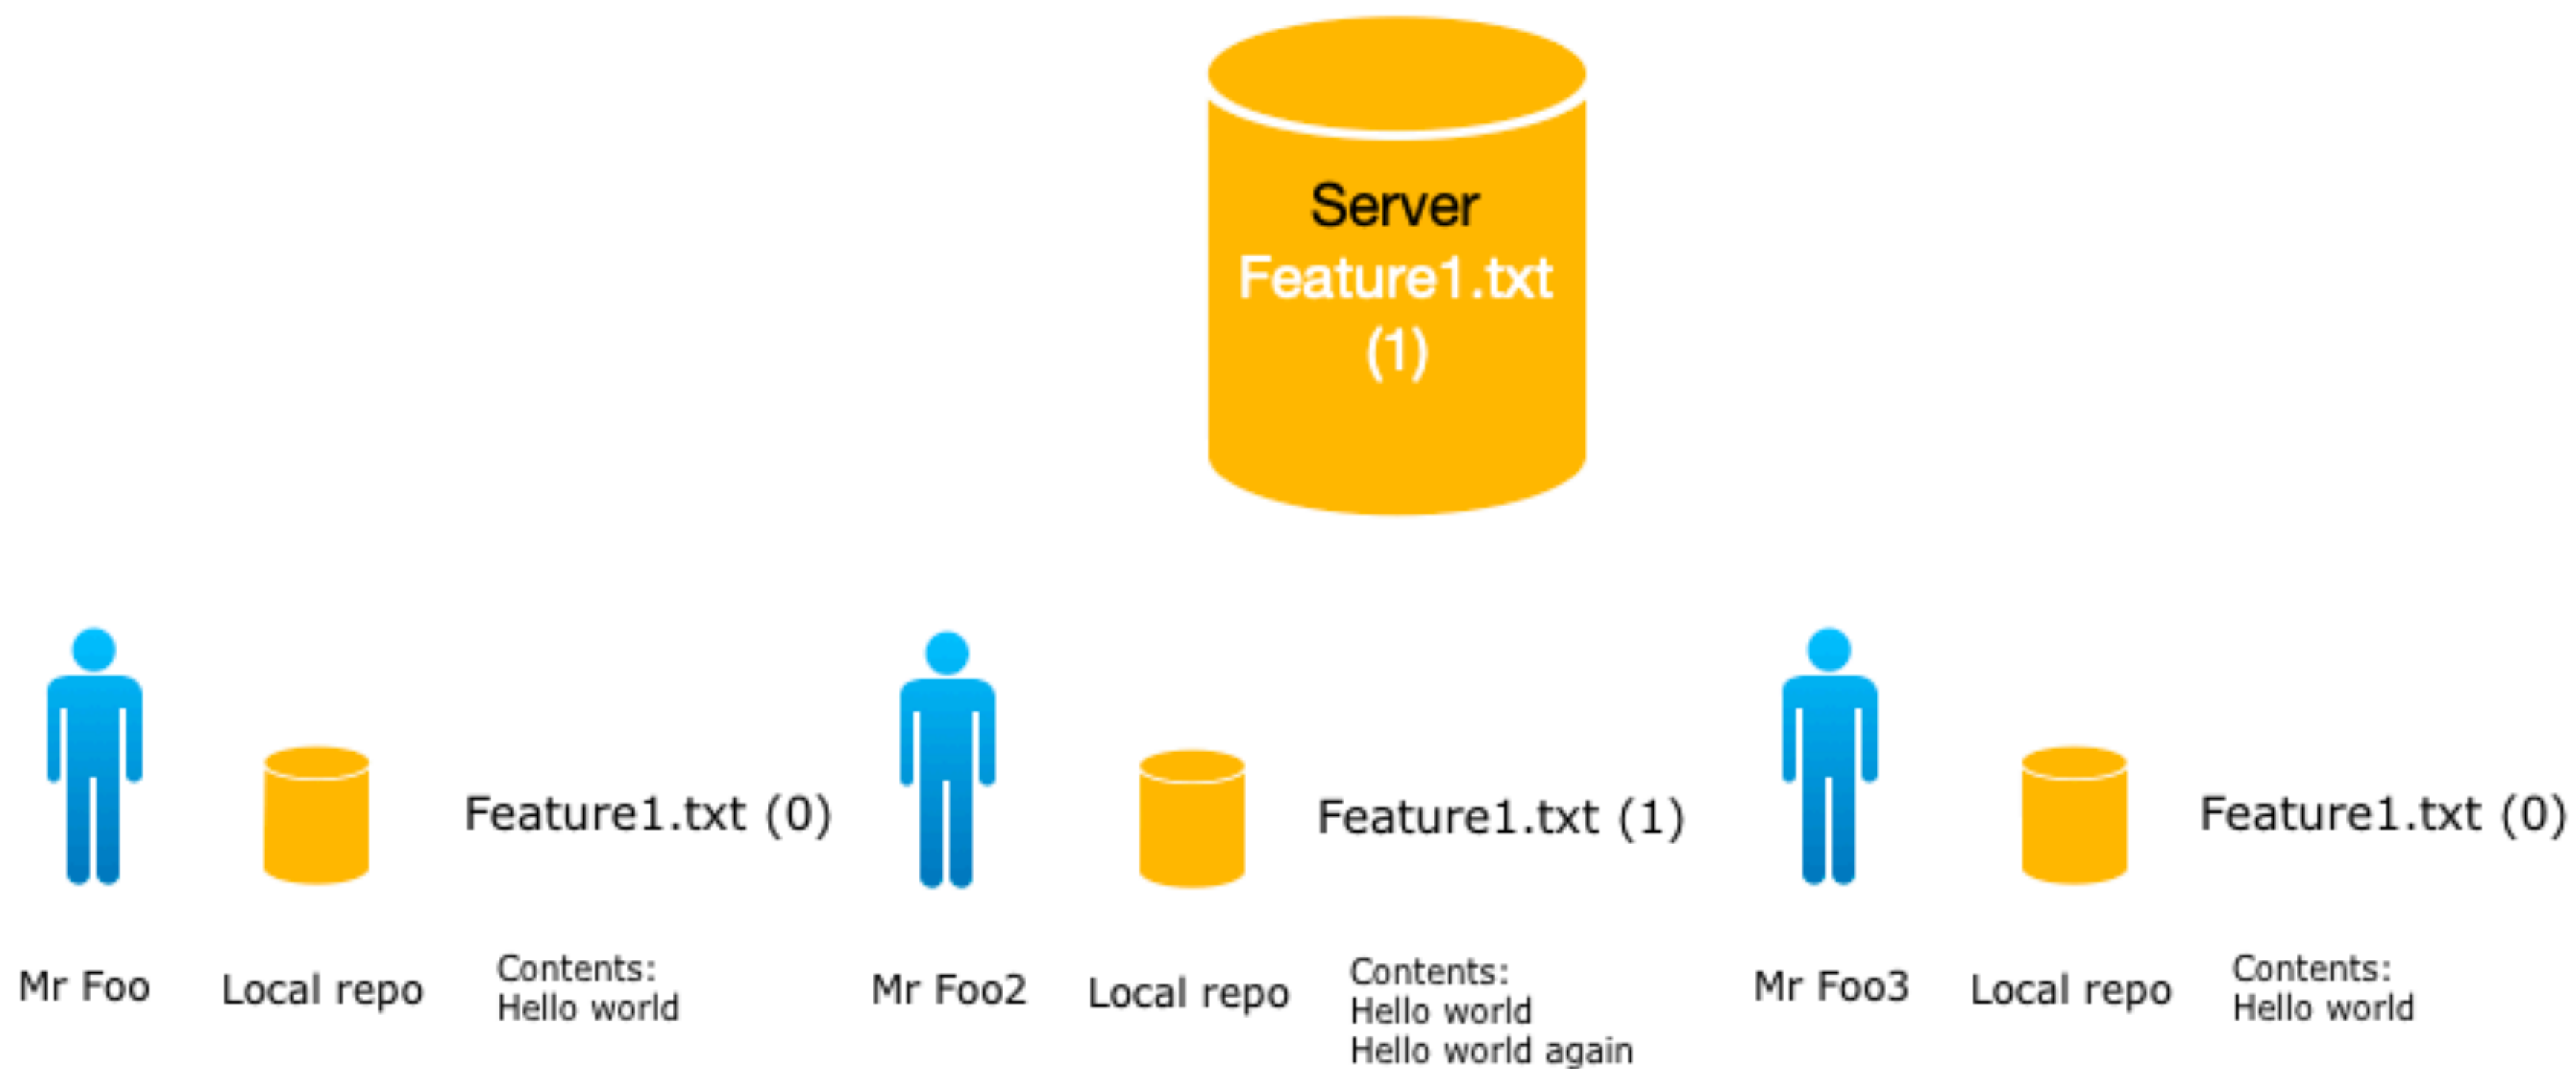 Server
Feature1.txt
(1)
Feature1.txt (0)
Feature1.txt (1)
Feature1.txt (0)
Mr Foo
Local repo
Contents:
Hello world
Mr Foo2
Local repo
Contents:
Hello world
Hello world again
Mr Foo3
Local repo
Contents:
Hello world